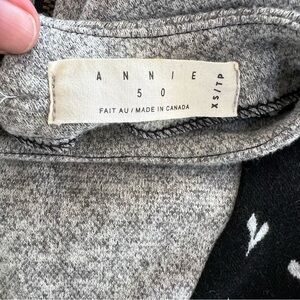 ANNIE
50
FAIT AU / MADE IN CANADA
XS/TP